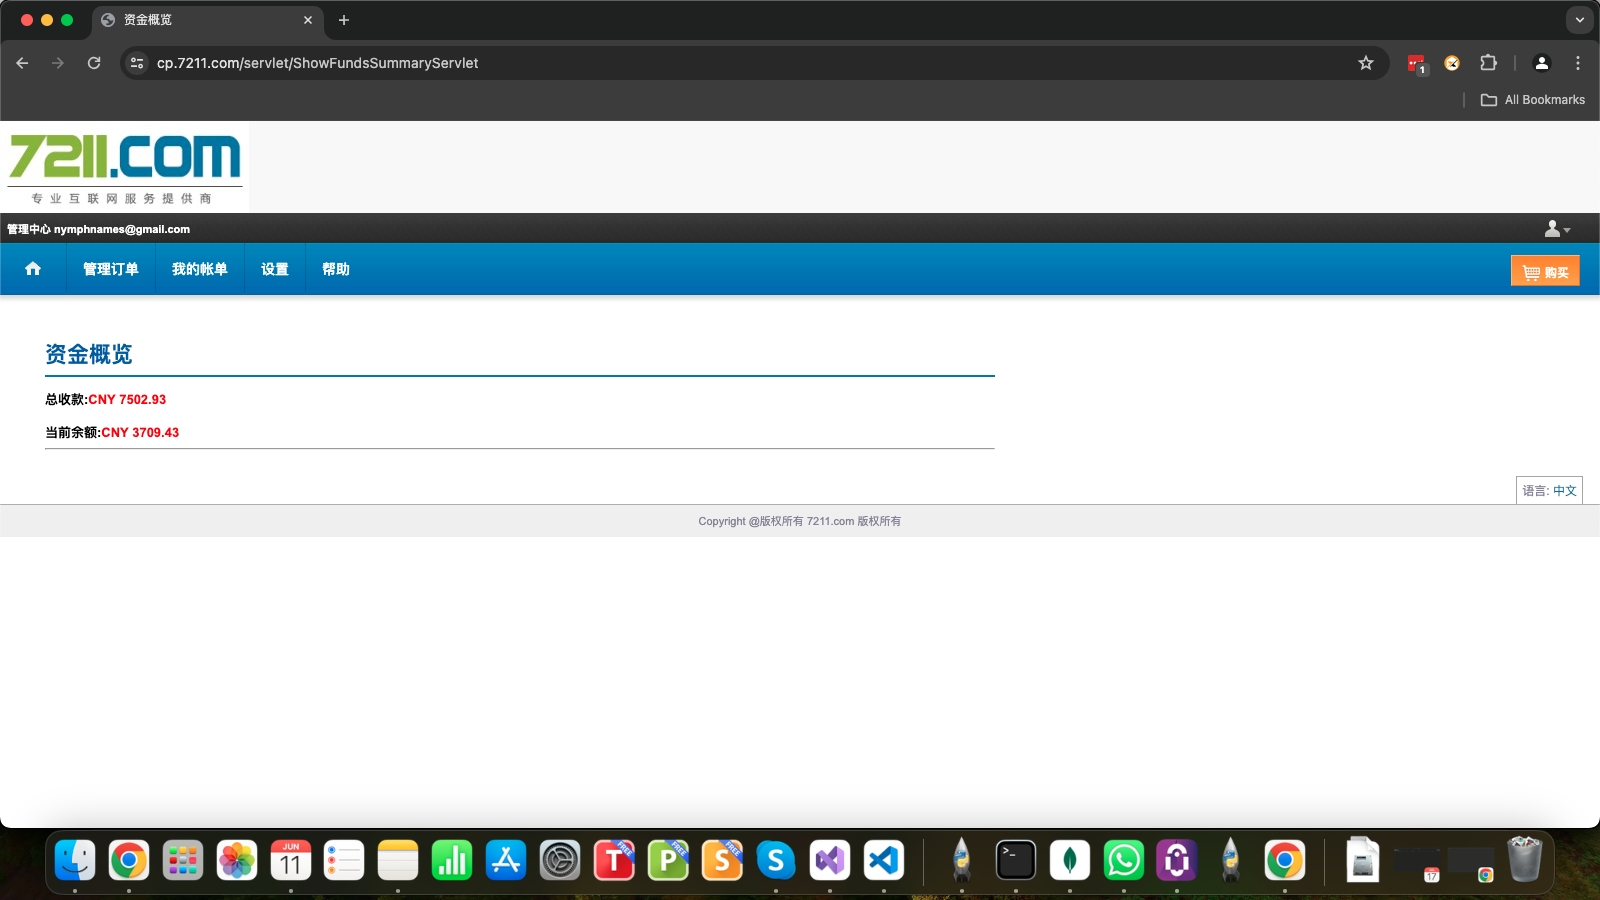 资金概览
cp.7211.com/servlet/ShowFundsSummaryServlet
1
All Bookmarks
7211.com
专业互联网服务提供商
管理中心 nymphnames@gmail.com
管理订单 我的帐单 设置 帮助
购买
资金概览
总收款:CNY 7502.93
当前余额:CNY 3709.43
语言: 中文
Copyright @版权所有 7211.com 版权所有
JUN
11
T FREE
P FREE
S FREE
S
>_
17